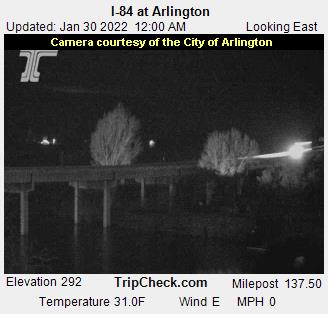 I-84 at Arlington
Updated: Jan 30 2022 12:00 AM Looking East
Camera courtesy of the City of Arlington
Elevation 292 TripCheck.com Milepost 137.50
Temperature 31.0F Wind E MPH 0